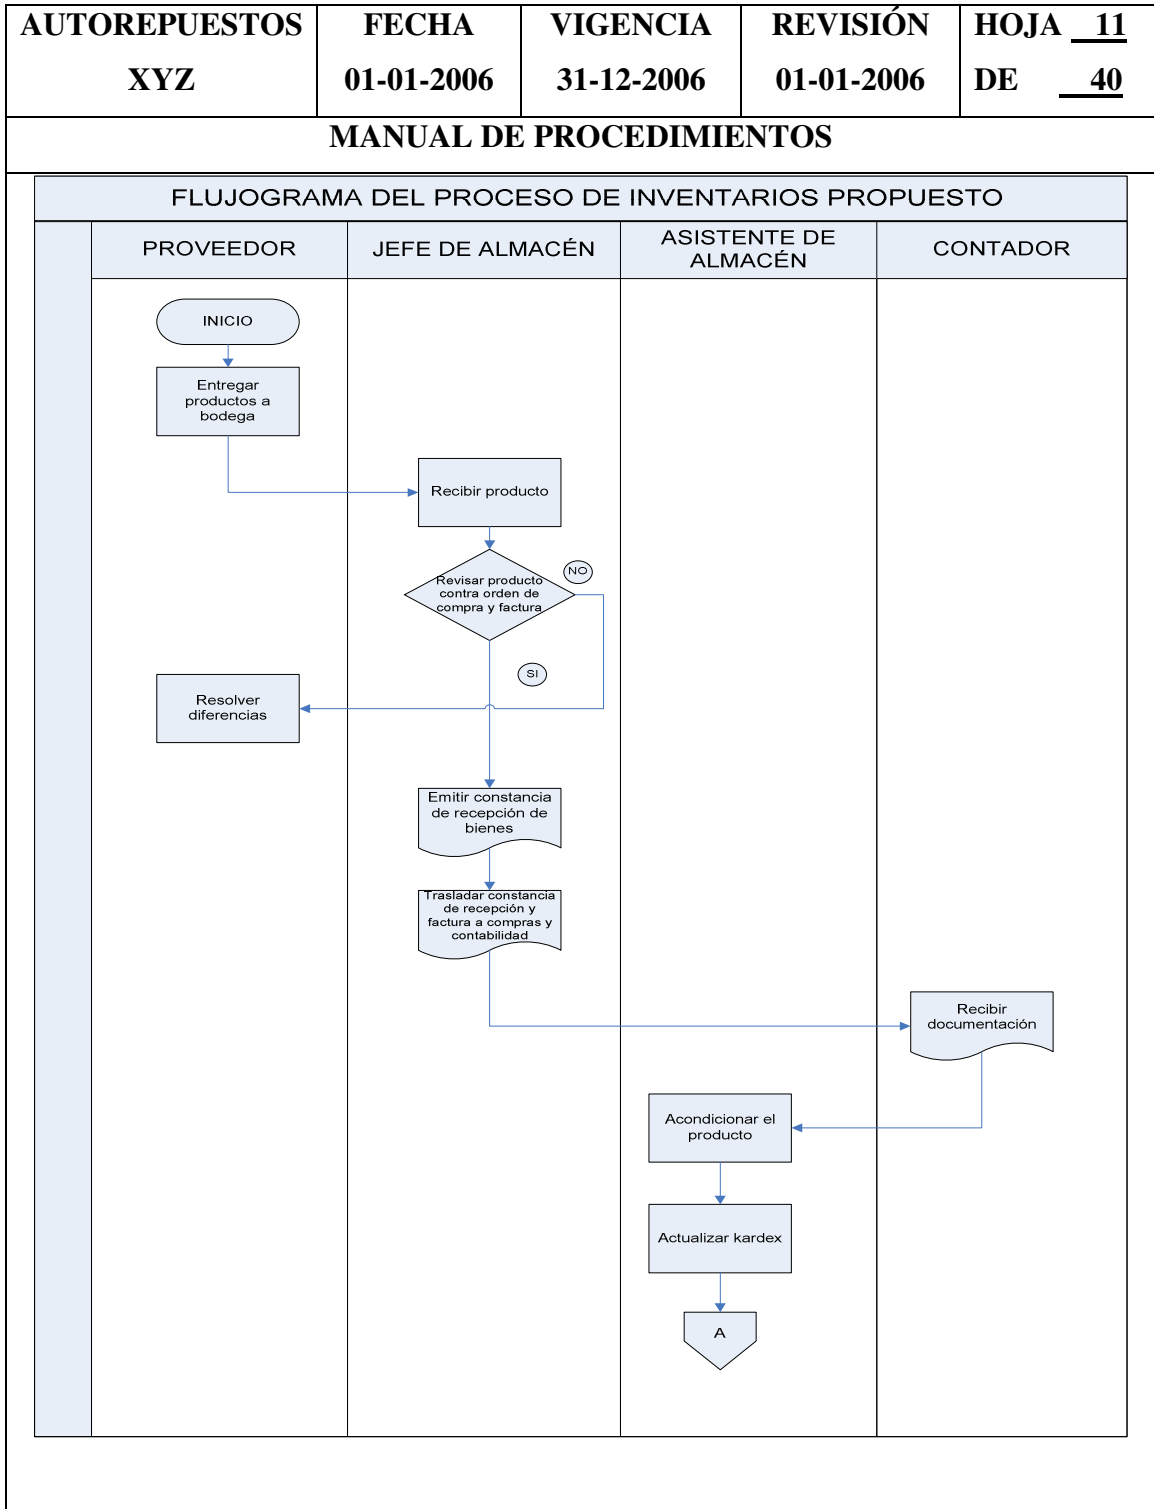 AUTOREPUESTOS XYZ
FECHA 01-01-2006
VIGENCIA 31-12-2006
REVISIÓN 01-01-2006
HOJA 11
DE 40
MANUAL DE PROCEDIMIENTOS
FLUJOGRAMA DEL PROCESO DE INVENTARIOS PROPUESTO
PROVEEDOR
JEFE DE ALMACÉN
ASISTENTE DE
ALMACÉN
CONTADOR
INICIO
Entregar
productos a
bodega
Recibir producto
Revisar producto
contra orden de
compra y factura
NO
SI
Resolver
diferencias
Emitir constancia
de recepción de
bienes
Trasladar constancia
de recepción y
factura a compras y
contabilidad
Recibir
documentación
Acondicionar el
producto
Actualizar kardex
A